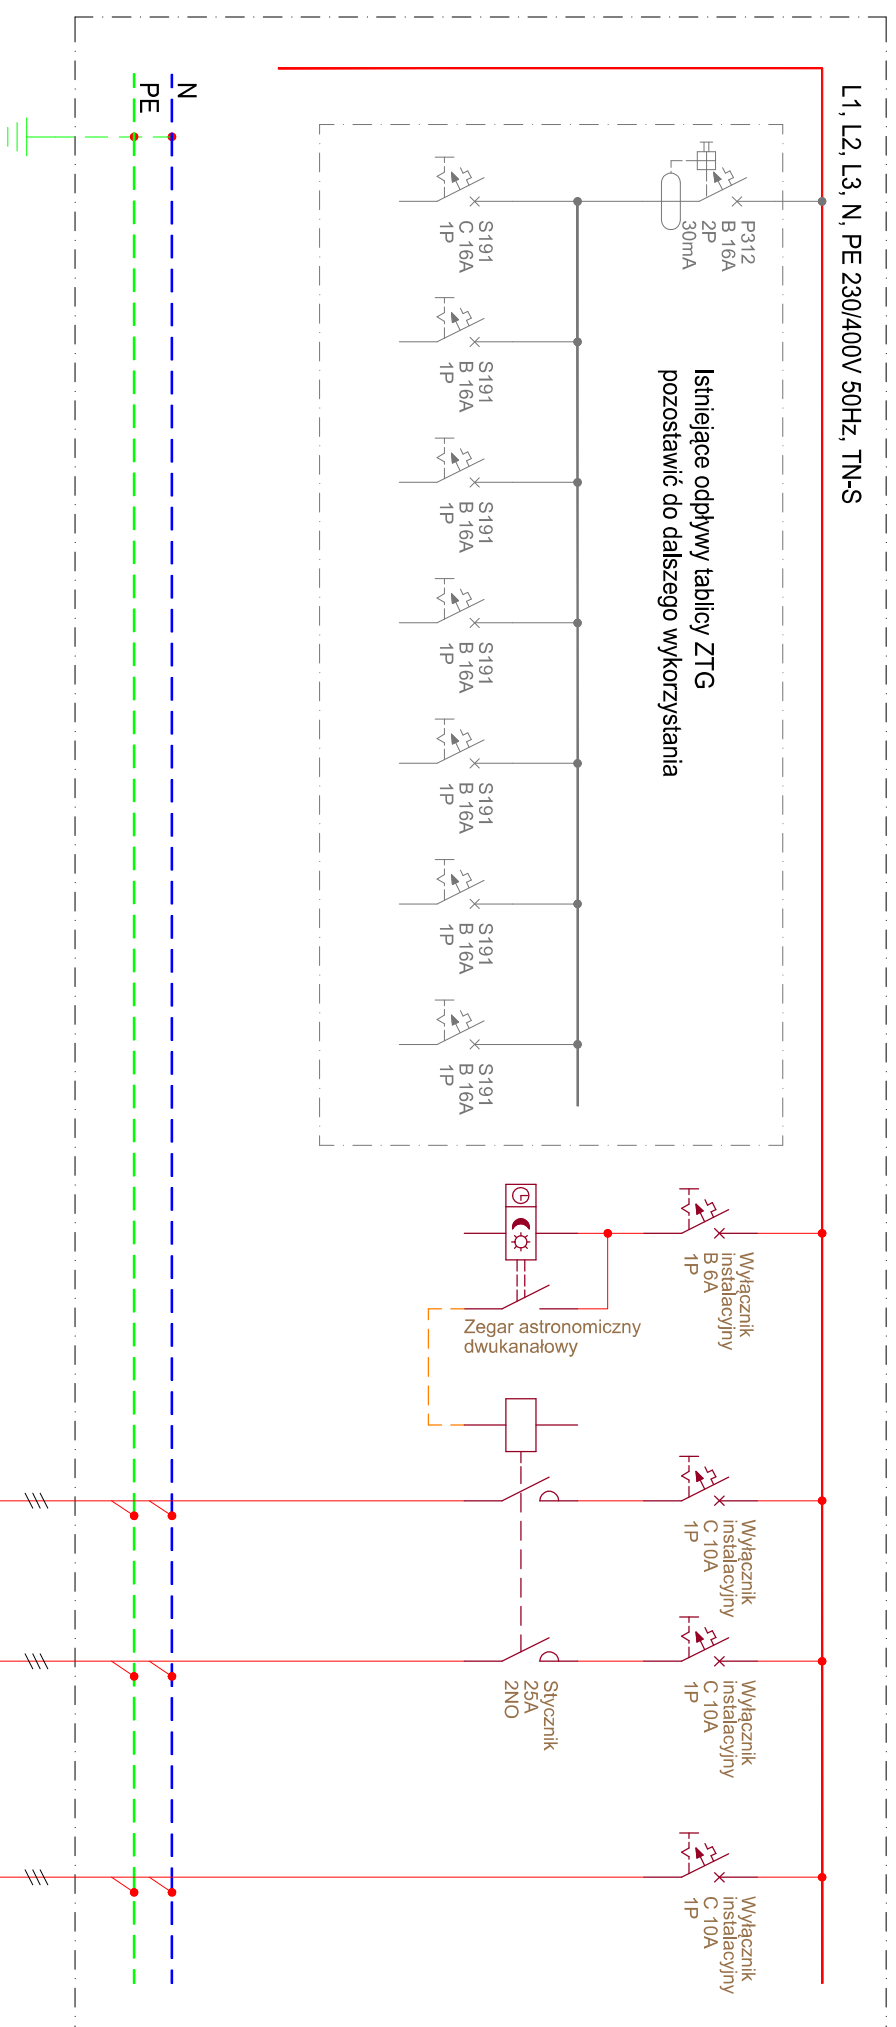 L1, L2, L3, N, PE 230/400V 50Hz, TN-S
N
PE
P312
B 16A
2P
30mA
Istniejące odpływy tablicy ZTG
pozostawić do dalszego wykorzystania
S191
C 16A
1P
S191
B 16A
1P
S191
B 16A
1P
S191
B 16A
1P
S191
B 16A
1P
S191
B 16A
1P
S191
B 16A
1P
Wyłącznik
instalacyjny
B 6A
1P
Zegar astronomiczny
dwukanałowy
Wyłącznik
instalacyjny
C 10A
1P
Wyłącznik
instalacyjny
C 10A
1P
Stycznik
25A
2NO
Wyłącznik
instalacyjny
C 10A
1P